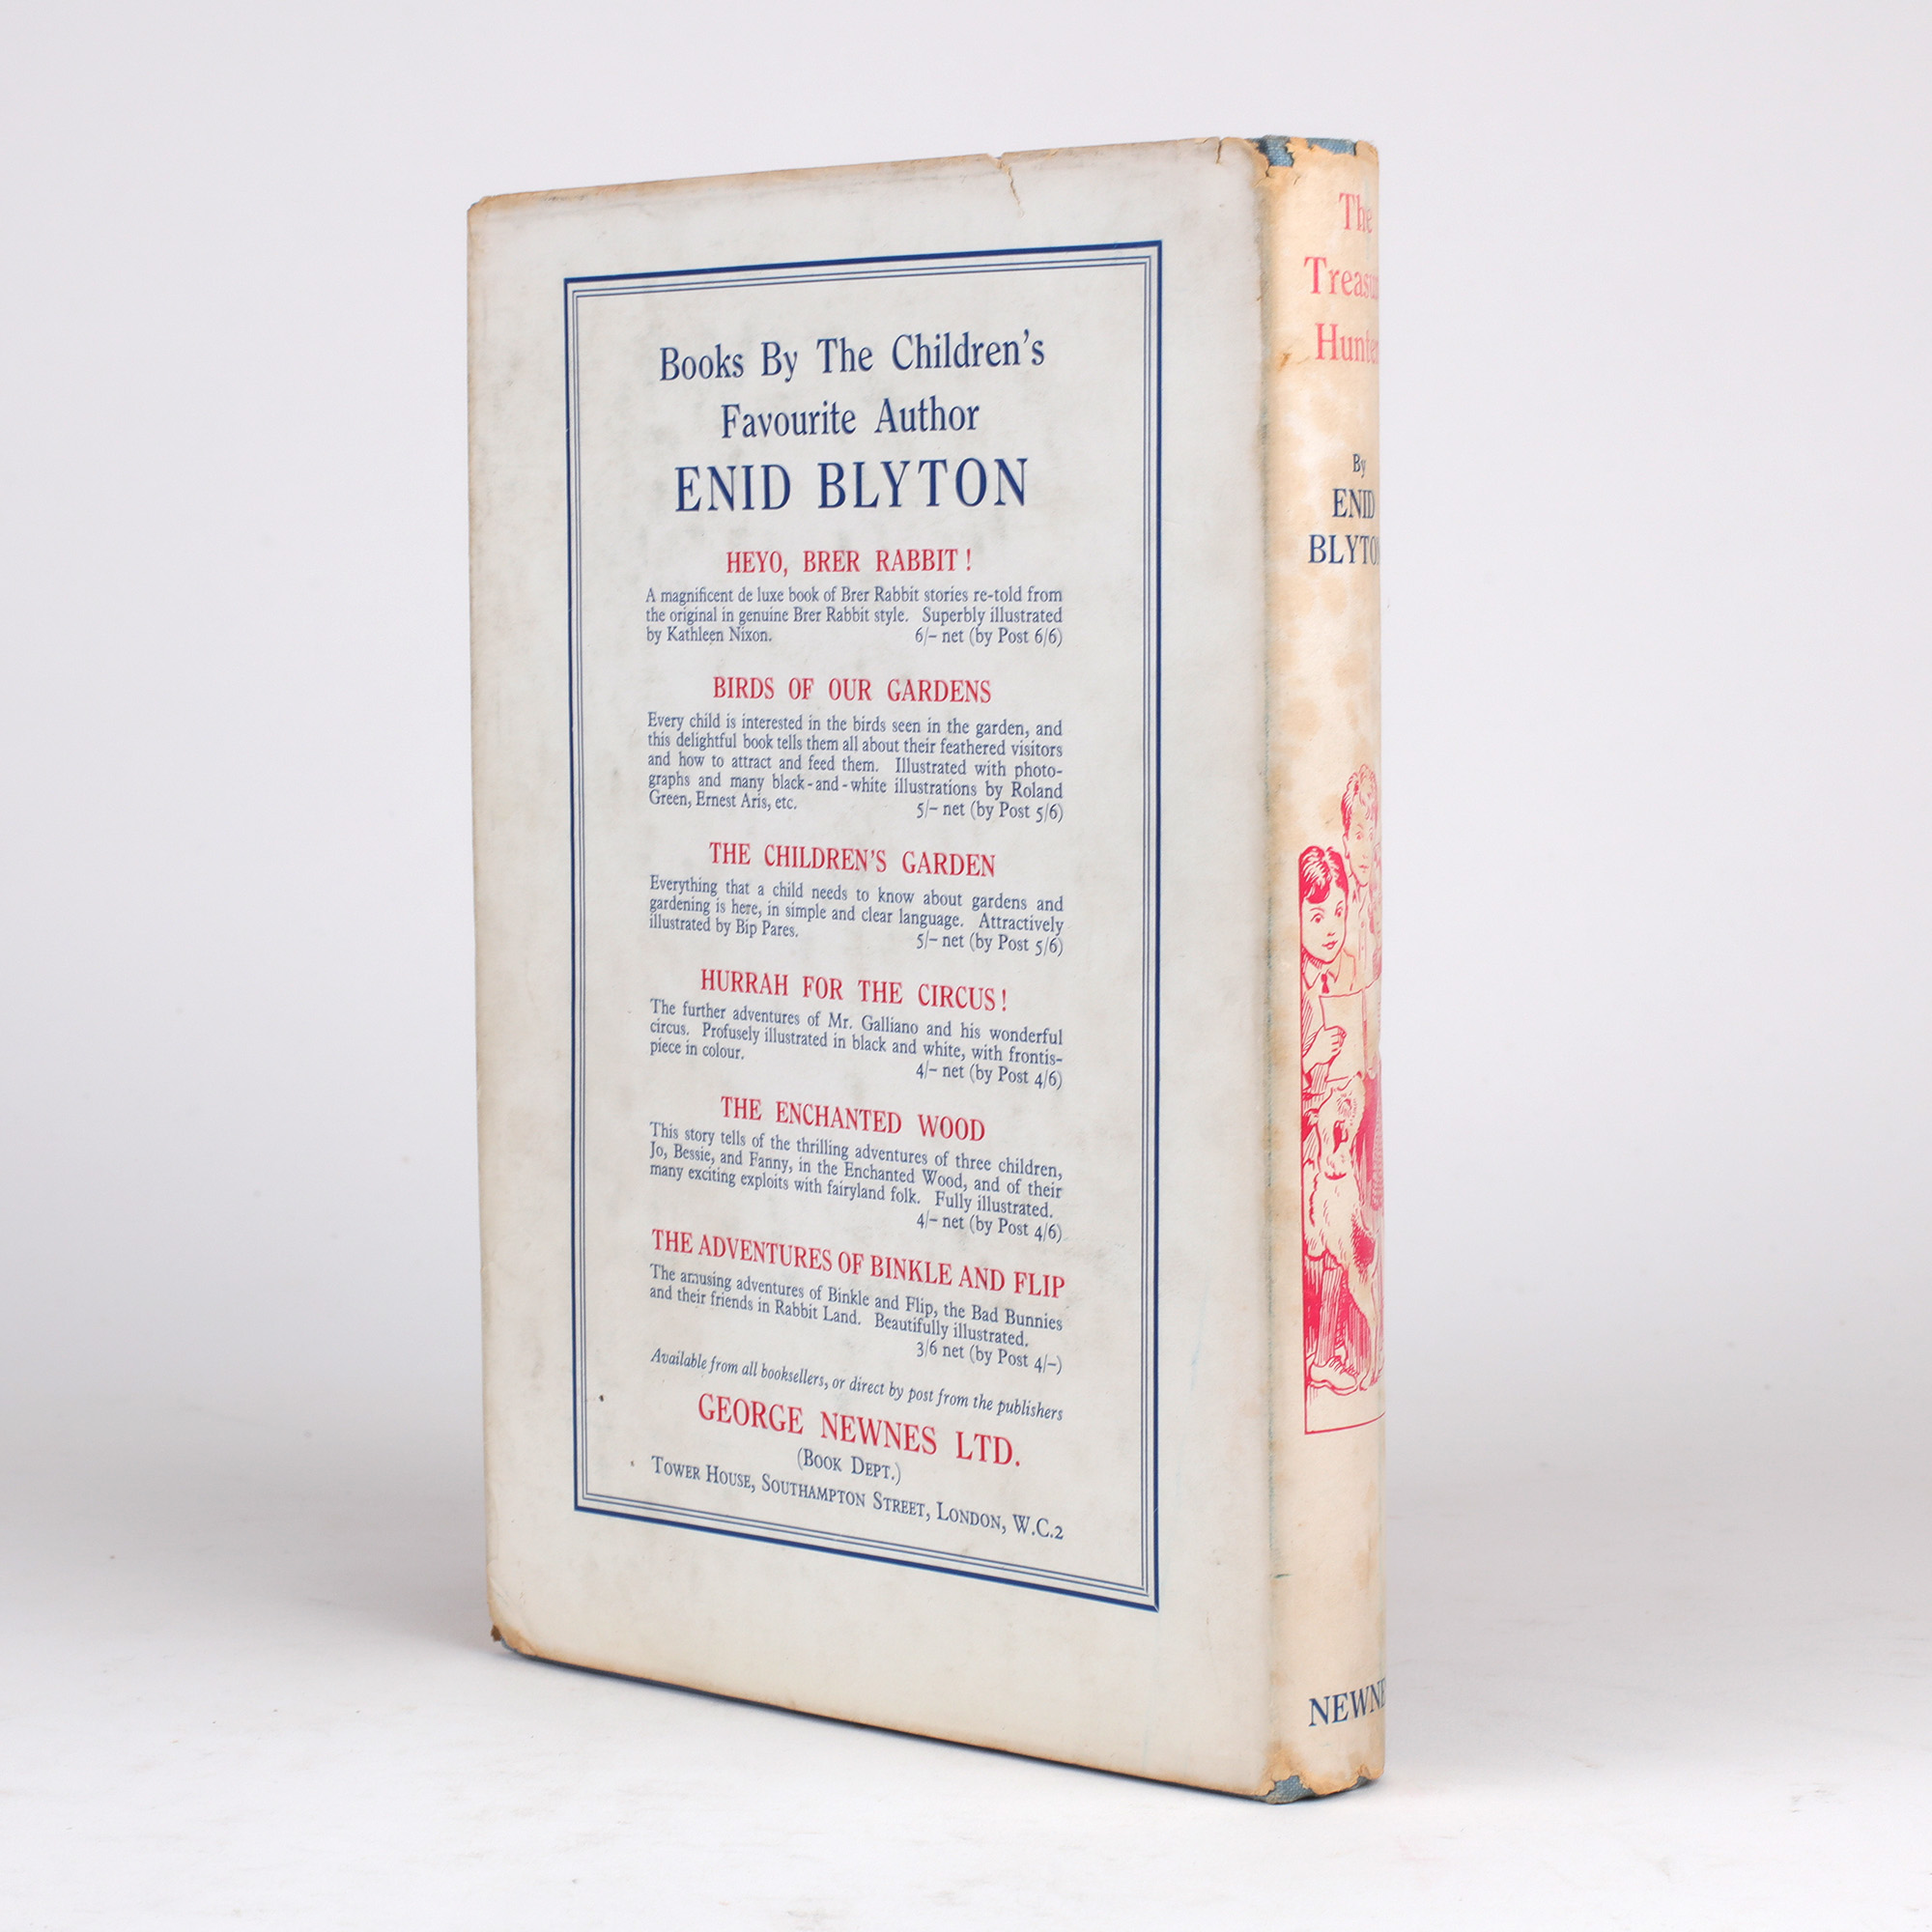 Books By The Children's
Favourite Author
ENID BLYTON
HEYO, BRER RABBIT!
A magnificent de luxe book of Brer Rabbit stories re-told from
the original in genuine Brer Rabbit style. Superbly illustrated
by Kathleen Nixon. 6/- net (by Post 6/6)
BIRDS OF OUR GARDENS
Every child is interested in the birds seen in the garden, and
this delightful book tells them all about their feathered visitors
and how to attract and feed them. Illustrated with photo-
graphs and many black-and-white illustrations by Roland
Green, Ernest Aris, etc. 5/- net (by Post 5/6)
THE CHILDREN'S GARDEN
Everything that a child needs to know about gardens and
gardening is here, in simple and clear language. Attractively
illustrated by Bip Pares. 5/- net (by Post 5/6)
HURRAH FOR THE CIRCUS!
The further adventures of Mr. Galliano and his wonderful
circus. Profusely illustrated in black and white, with frontis-
piece in colour. 4/- net (by Post 4/6)
THE ENCHANTED WOOD
This story tells of the thrilling adventures of three children,
Jo, Bessie, and Fanny, in the Enchanted Wood, and of their
many exciting exploits with fairyland folk. Fully illustrated.
4/- net (by Post 4/6)
THE ADVENTURES OF BINKLE AND FLIP
The amusing adventures of Binkle and Flip, the Bad Bunnies
and their friends in Rabbit Land. Beautifully illustrated.
3/6 net (by Post 4/-)
Available from all booksellers, or direct by post from the publishers
GEORGE NEWNES LTD.
(BOOK DEPT.)
TOWER HOUSE, SOUTHAMPTON STREET, LONDON, W.C.2
The
Treasur
Hunter
By
ENID
BLYTON
NEWNE